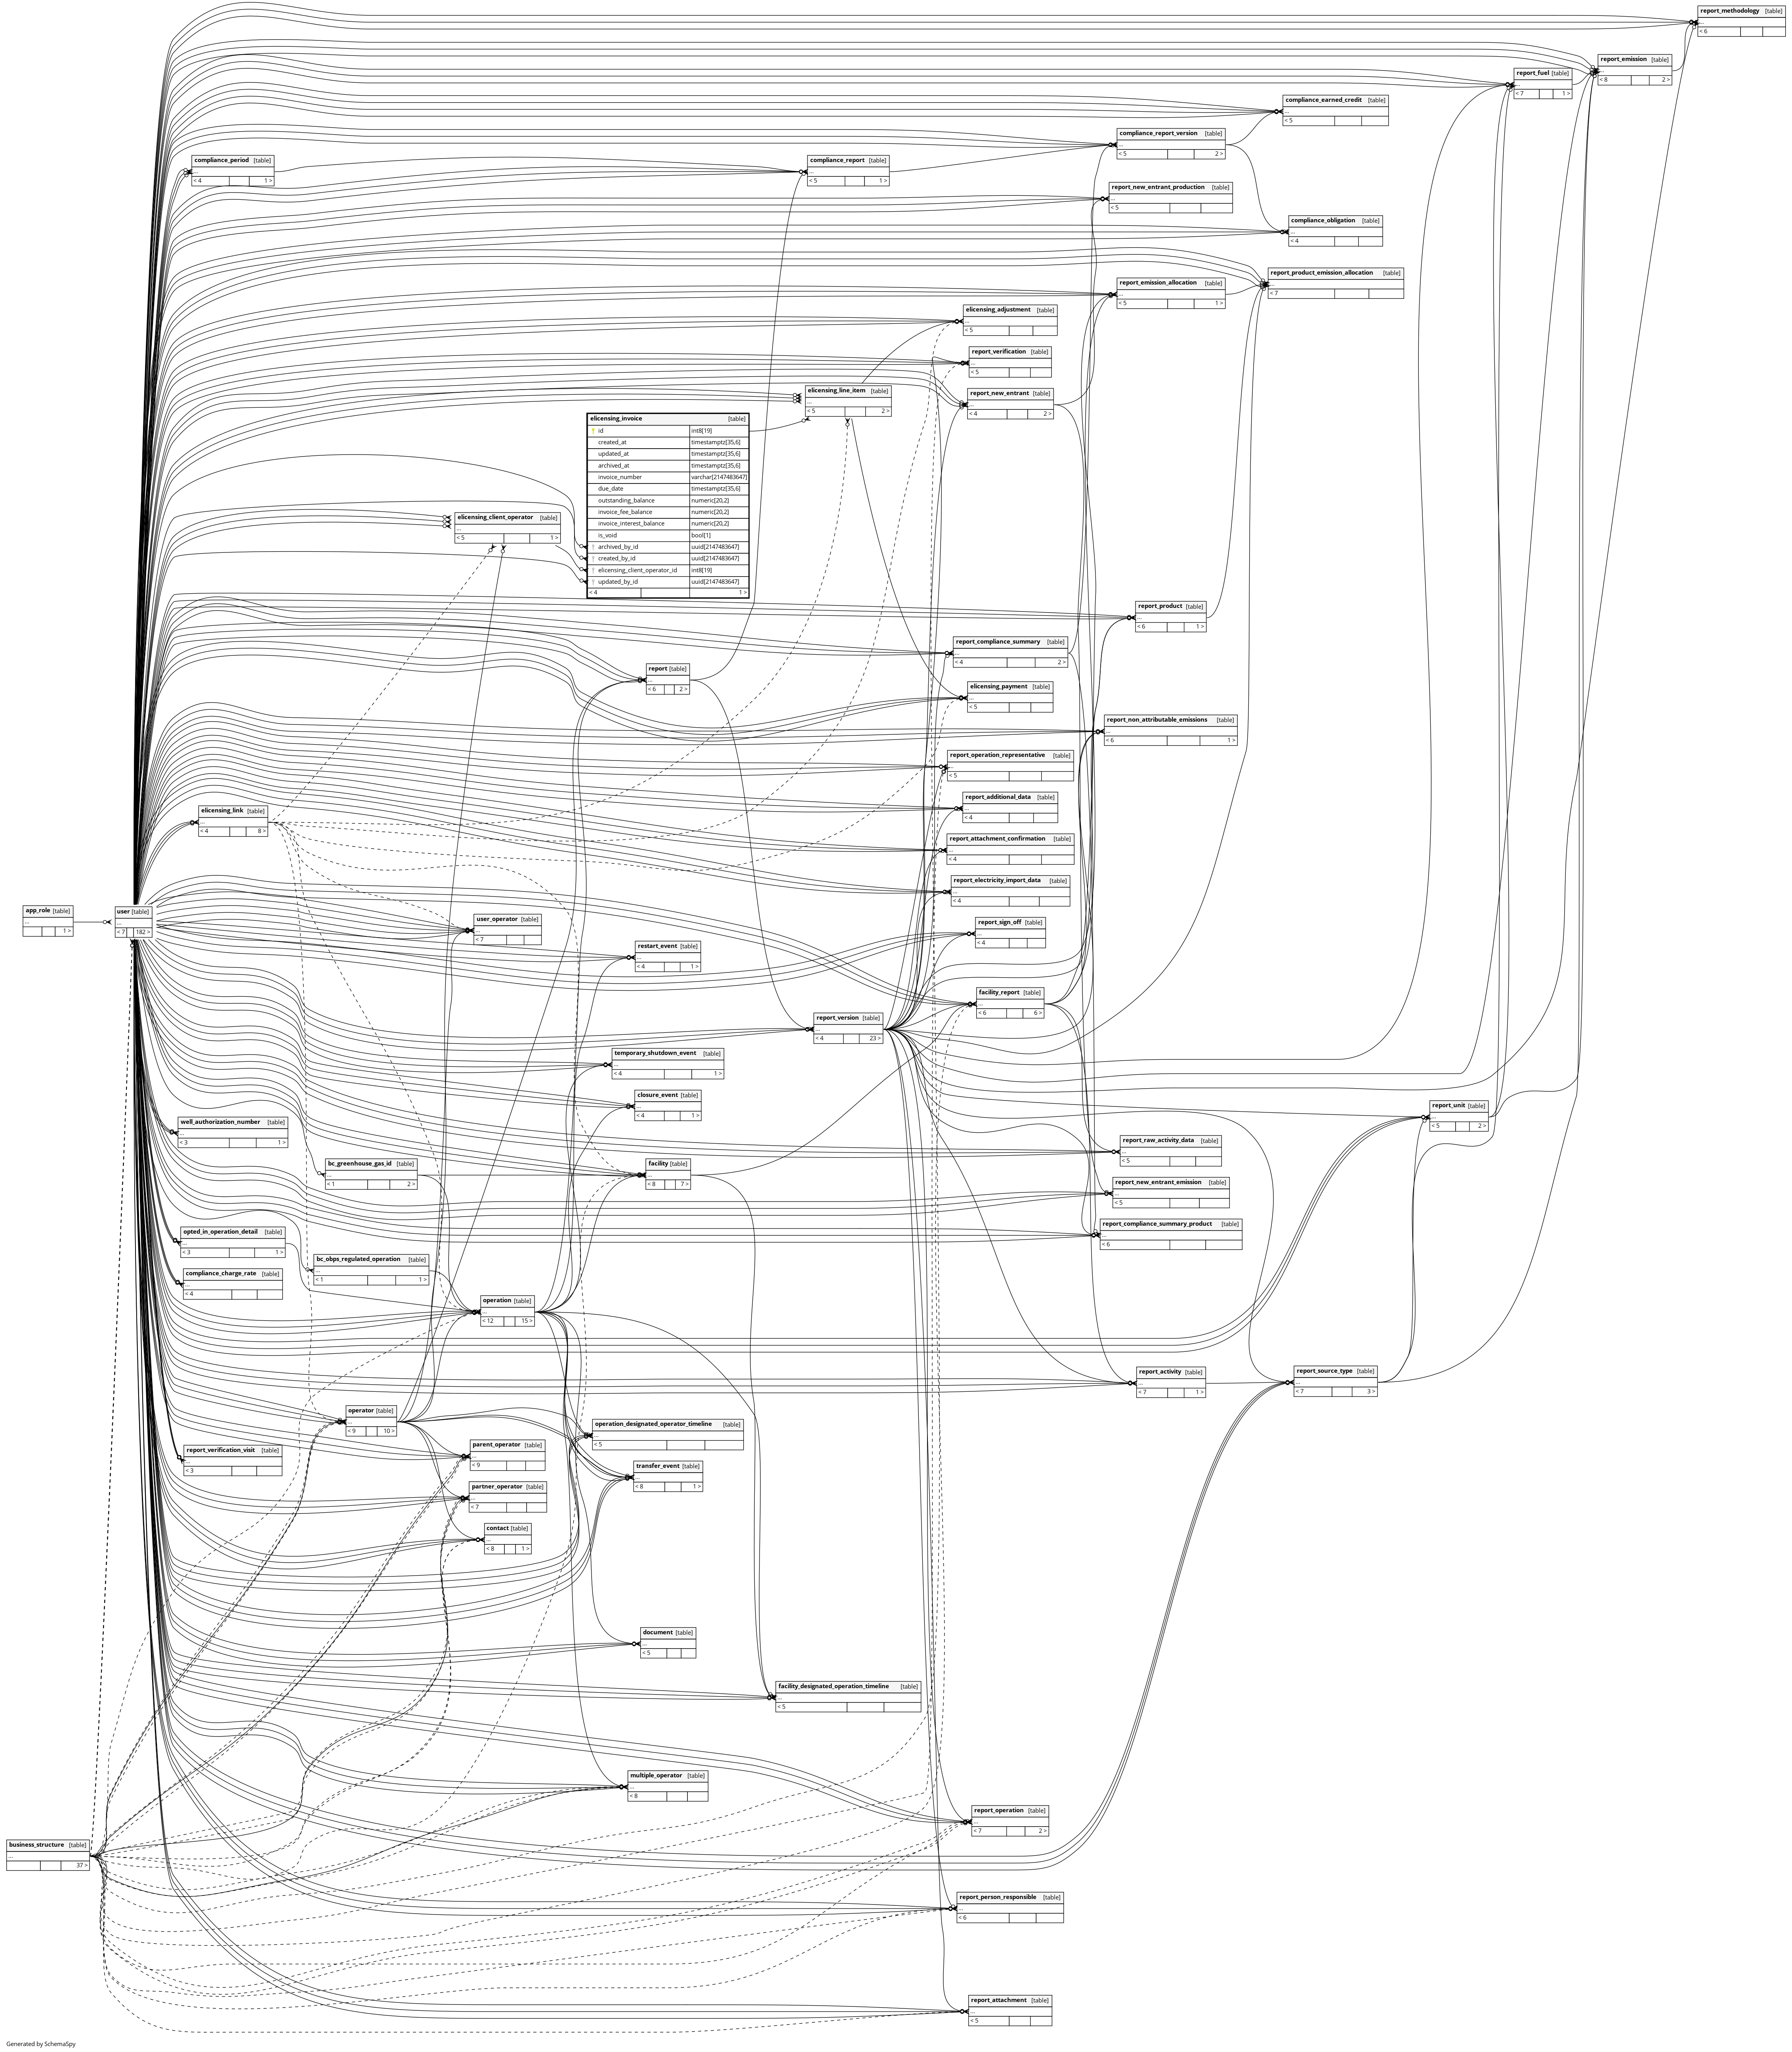 report_methodology [table]
...
< 6
report_emission [table]
...
< 8 2 >
report_fuel [table]
...
< 7 1 >
compliance_earned_credit [table]
...
< 5
compliance_report_version [table]
...
< 5 2 >
compliance_period [table]
...
< 4 1 >
compliance_report [table]
...
< 5 1 >
report_new_entrant_production [table]
...
< 5
compliance_obligation [table]
...
< 4
report_product_emission_allocation [table]
...
< 7
report_emission_allocation [table]
...
< 5 1 >
elicensing_adjustment [table]
...
< 5
report_verification [table]
...
< 5
elicensing_line_item [table]
...
< 5 2 >
report_new_entrant [table]
...
< 4 2 >
elicensing_invoice [table]
id int8[19]
created_at timestamptz[35,6]
updated_at timestamptz[35,6]
archived_at timestamptz[35,6]
invoice_number varchar[2147483647]
due_date timestamptz[35,6]
outstanding_balance numeric[20,2]
invoice_fee_balance numeric[20,2]
invoice_interest_balance numeric[20,2]
is_void bool[1]
archived_by_id uuid[2147483647]
created_by_id uuid[2147483647]
elicensing_client_operator_id int8[19]
updated_by_id uuid[2147483647]
< 4 1 >
elicensing_client_operator [table]
...
< 5 1 >
report_product [table]
...
< 6 1 >
report_compliance_summary [table]
...
< 4 2 >
report [table]
...
< 6 2 >
elicensing_payment [table]
...
< 5
report_non_attributable_emissions [table]
...
< 6 1 >
report_operation_representative [table]
...
< 5
report_additional_data [table]
...
< 4
elicensing_link [table]
...
< 4 8 >
report_attachment_confirmation [table]
...
< 4
report_electricity_import_data [table]
...
< 4
app_role [table]
...
1 >
user [table]
...
< 7 182 >
user_operator [table]
...
< 7
report_sign_off [table]
...
< 4
restart_event [table]
...
< 4 1 >
facility_report [table]
...
< 6 6 >
report_version [table]
...
< 4 23 >
temporary_shutdown_event [table]
...
< 4 1 >
closure_event [table]
...
< 4 1 >
report_unit [table]
...
< 5 2 >
well_authorization_number [table]
...
< 3 1 >
report_raw_activity_data [table]
...
< 5
bc_greenhouse_gas_id [table]
...
< 1 2 >
facility [table]
...
< 8 7 >
report_new_entrant_emission [table]
...
< 5
report_compliance_summary_product [table]
...
< 6
opted_in_operation_detail [table]
...
< 3 1 >
bc_obps_regulated_operation [table]
...
< 1 1 >
compliance_charge_rate [table]
...
< 4
operation [table]
...
< 12 15 >
report_activity [table]
...
< 7 1 >
report_source_type [table]
...
< 7 3 >
operator [table]
...
< 9 10 >
operation_designated_operator_timeline [table]
...
< 5
report_verification_visit [table]
...
< 3
parent_operator [table]
...
< 9
transfer_event [table]
...
< 8 1 >
partner_operator [table]
...
< 7
contact [table]
...
< 8 1 >
document [table]
...
< 5
facility_designated_operation_timeline [table]
...
< 5
multiple_operator [table]
...
< 8
report_operation [table]
...
< 7 2 >
business_structure [table]
...
37 >
report_person_responsible [table]
...
< 6
report_attachment [table]
...
< 5
Generated by SchemaSpy